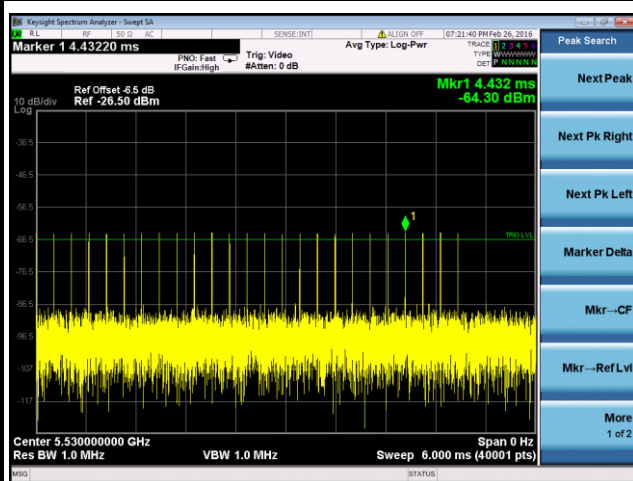 Keysight Spectrum Analyzer - Swept SA
RL RF 50 Ω AC SENSE:INT ALIGN OFF 07:21:40 PM Feb 26, 2016
Marker 1 4.43220 ms
PNO: Fast
IFGain:High
Trig: Video
#Atten: 0 dB
Avg Type: Log-Pwr
TRACE 1 2 3 4 5 6
TYPE
DET P N N N N N
Mkr1 4.432 ms
-64.30 dBm
Ref Offset -6.5 dB
Ref -26.50 dBm
10 dB/div
Log
-36.5
-46.5
-56.5
-66.5
-76.5
-86.5
-96.5
-107
-117
1
TRIG LVL
Center 5.530000000 GHz
Span 0 Hz
Res BW 1.0 MHz
VBW 1.0 MHz
Sweep 6.000 ms (40001 pts)
MSG
STATUS
Peak Search
Next Peak
Next Pk Right
Next Pk Left
Marker Delta
Mkr→CF
Mkr→Ref Lvl
More
1 of 2